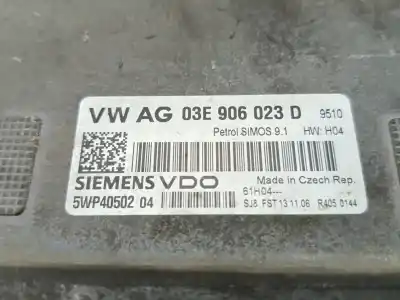 VW AG 03E 906 023 D 9510
Petrol SIMOS 9.1 HW: H04
SIEMENS VDO Made in Czech Rep.
5WP40502 04 61H04---
SJ8 FST 13.11.06 R405 0144